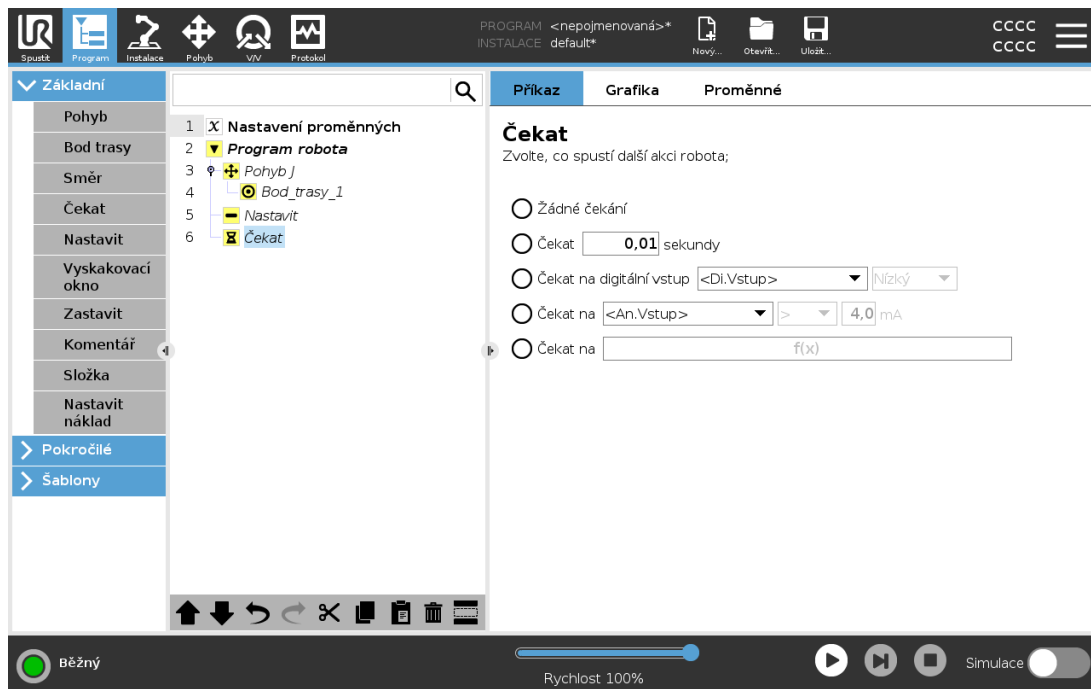 UR
Spustit
Program
Instalace
Pohyb
V/V
Protokol
PROGRAM <nepojmenovaná>*
INSTALACE default*
Nový...
Otevřít...
Uložit...
CCCC
CCCC
Základní
Pohyb
Bod trasy
Směr
Čekat
Nastavit
Vyskakovací
okno
Zastavit
Komentář
Složka
Nastavit
náklad
Pokročilé
Šablony
1 X Nastavení proměnných
2 Program robota
3 Pohyb J
4 Bod_trasy_1
5 Nastavit
6 Čekat
Příkaz Grafika Proměnné
Čekat
Zvolte, co spustí další akci robota;
Žádné čekání
Čekat 0,01 sekundy
Čekat na digitální vstup <Di.Vstup> Nízký
Čekat na <An.Vstup> > 4,0 mA
Čekat na f(x)
Běžný
Rychlost 100%
Simulace